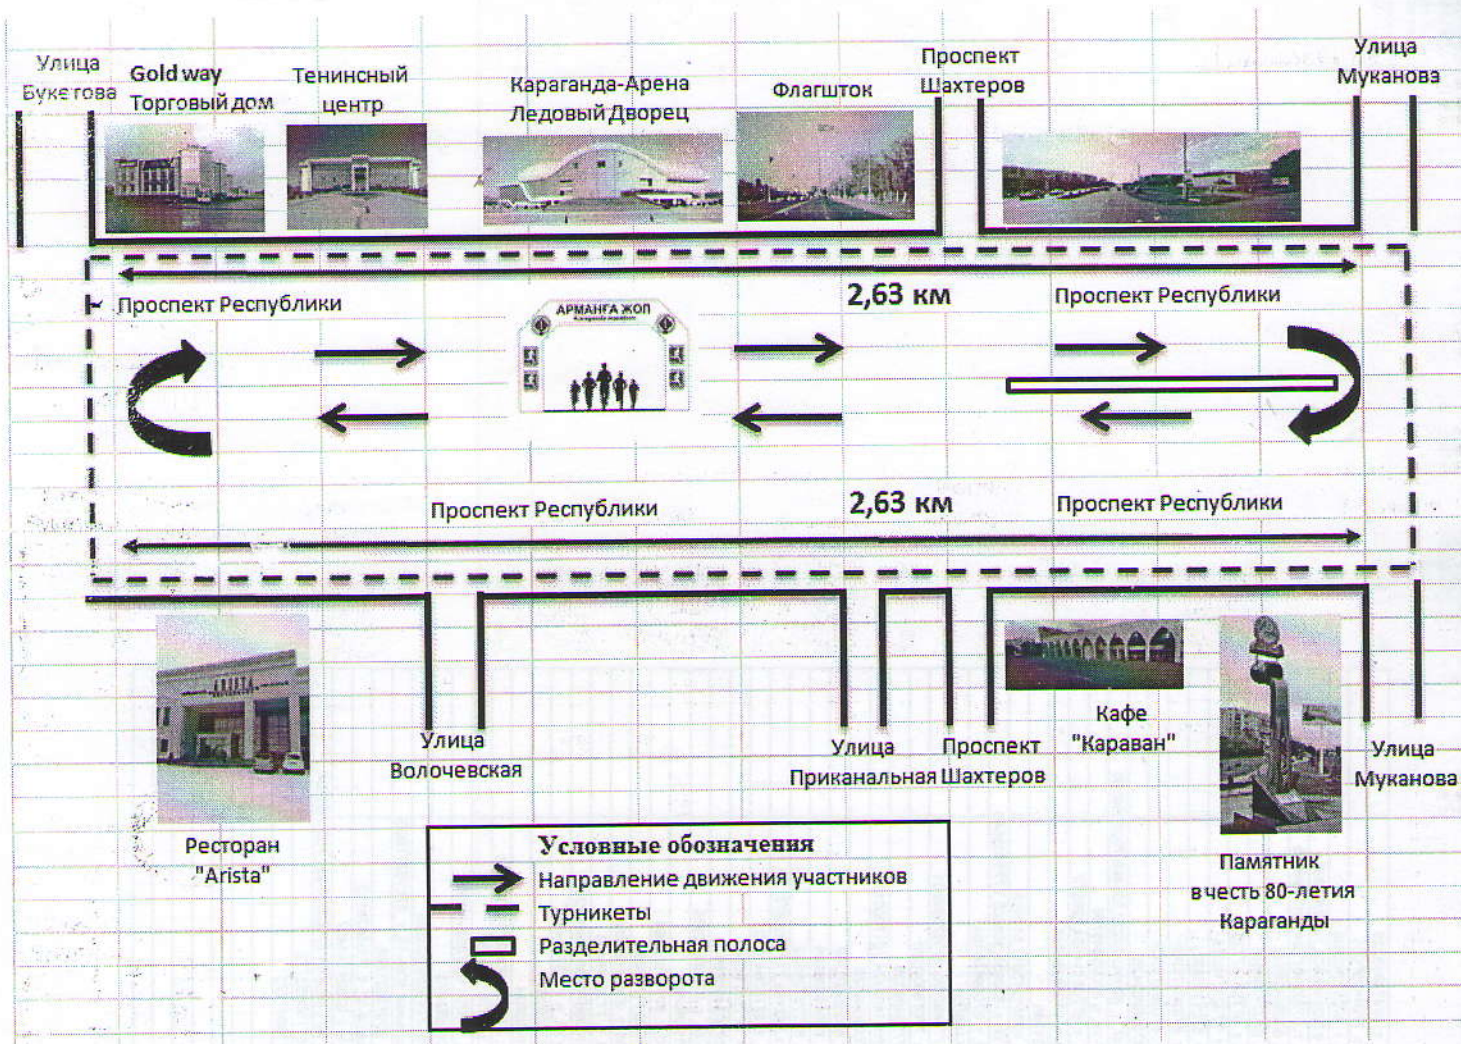 Улица
Букетова
Gold way
Торговый дом
Тенинсный
центр
Караганда-Арена
Ледовый Дворец
Флагшток
Проспект
Шахтеров
Улица
Муканова
2,63 км
Проспект Республики
Проспект Республики
АРМАНҒА ЖОЛ
Проспект Республики
2,63 км
Проспект Республики
ARISTA
Улица
Волочевская
Улица
Приканальная
Проспект
Шахтеров
Кафе
"Караван"
Улица
Муканова
Ресторан
"Arista"
Памятник
в честь 80-летия
Караганды
Условные обозначения
Направление движения участников
Турникеты
Разделительная полоса
Место разворота